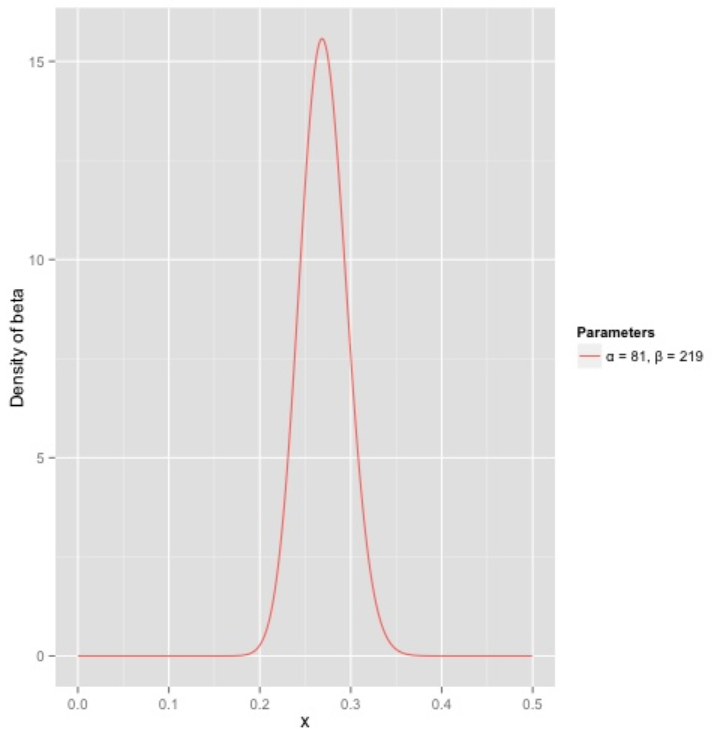 15
10
5
0
Density of beta
0.0 0.1 0.2 0.3 0.4 0.5
x
Parameters
α = 81, β = 219